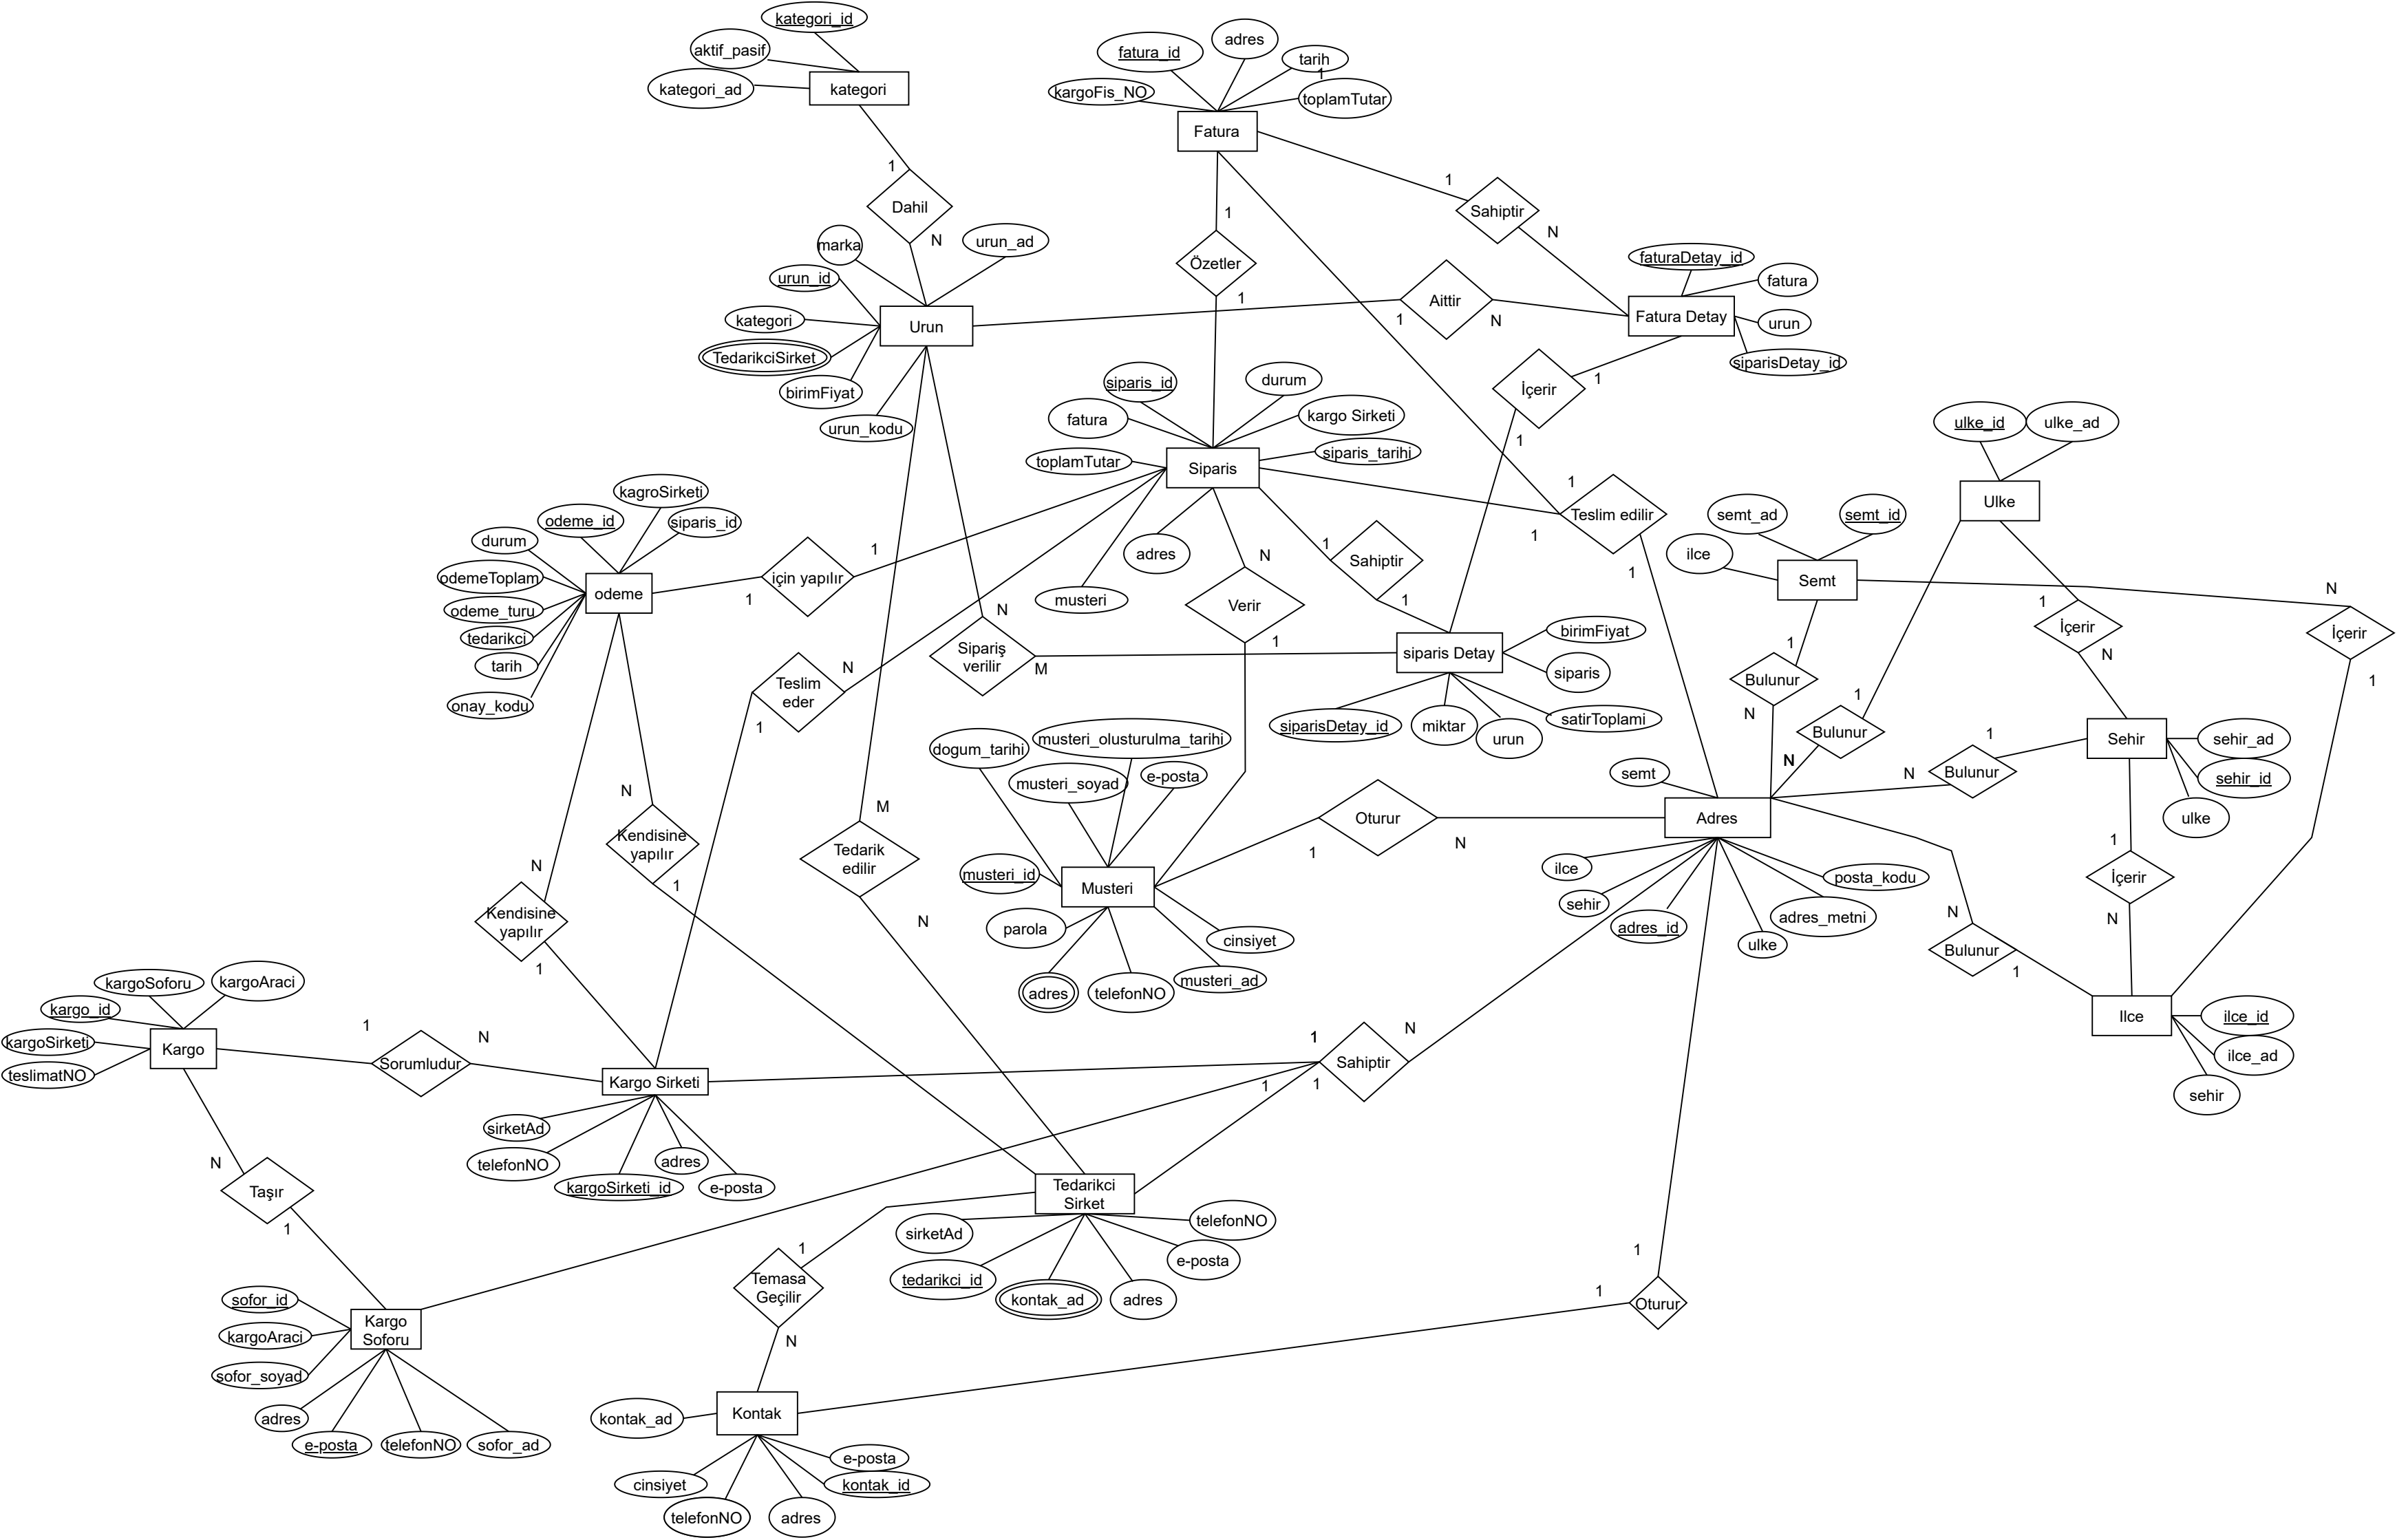 kategori_id
aktif_pasif
kategori_ad
kategori
1
Dahil
N
fatura_id
adres
tarih
1
kargoFis_NO
toplamTutar
Fatura
1
Sahiptir
N
1
Özetler
1
marka
urun_ad
urun_id
kategori
Urun
TedarikciSirket
birimFiyat
urun_kodu
Aittir
1
N
faturaDetay_id
fatura
Fatura Detay
urun
siparisDetay_id
İçerir
1
1
siparis_id
durum
fatura
kargo Sirketi
toplamTutar
siparis_tarihi
Siparis
adres
musteri
1
Teslim edilir
1
1
ulke_id
ulke_ad
Ulke
semt_ad
semt_id
ilce
Semt
N
İçerir
1
1
İçerir
N
1
Bulunur
N
1
Bulunur
N
N
kagroSirketi
odeme_id
siparis_id
durum
odemeToplam
odeme_turu
tedarikci
tarih
onay_kodu
odeme
için yapılır
1
1
N
Verir
1
1
Sahiptir
1
N
Sipariş
verilir
M
siparis Detay
birimFiyat
siparis
satirToplami
siparisDetay_id
miktar
urun
N
Teslim
eder
1
Sehir
sehir_ad
sehir_id
ulke
1
Bulunur
N
1
İçerir
N
N
Kendisine
yapılır
1
N
Kendisine
yapılır
1
M
Tedarik
edilir
N
dogum_tarihi
musteri_olusturulma_tarihi
musteri_soyad
e-posta
musteri_id
Musteri
parola
cinsiyet
adres
telefonNO
musteri_ad
Oturur
1
N
semt
Adres
ilce
sehir
adres_id
ulke
adres_metni
posta_kodu
N
Bulunur
1
Ilce
ilce_id
ilce_ad
sehir
kargoSoforu
kargoAraci
kargo_id
kargoSirketi
teslimatNO
Kargo
1
Sorumludur
N
Kargo Sirketi
sirketAd
telefonNO
kargoSirketi_id
adres
e-posta
1
Sahiptir
N
1
1
N
Taşır
1
Tedarikci
Sirket
sirketAd
telefonNO
e-posta
tedarikci_id
kontak_ad
adres
1
Temasa
Geçilir
N
1
1
Oturur
sofor_id
kargoAraci
sofor_soyad
Kargo
Soforu
adres
e-posta
telefonNO
sofor_ad
kontak_ad
Kontak
cinsiyet
telefonNO
adres
e-posta
kontak_id